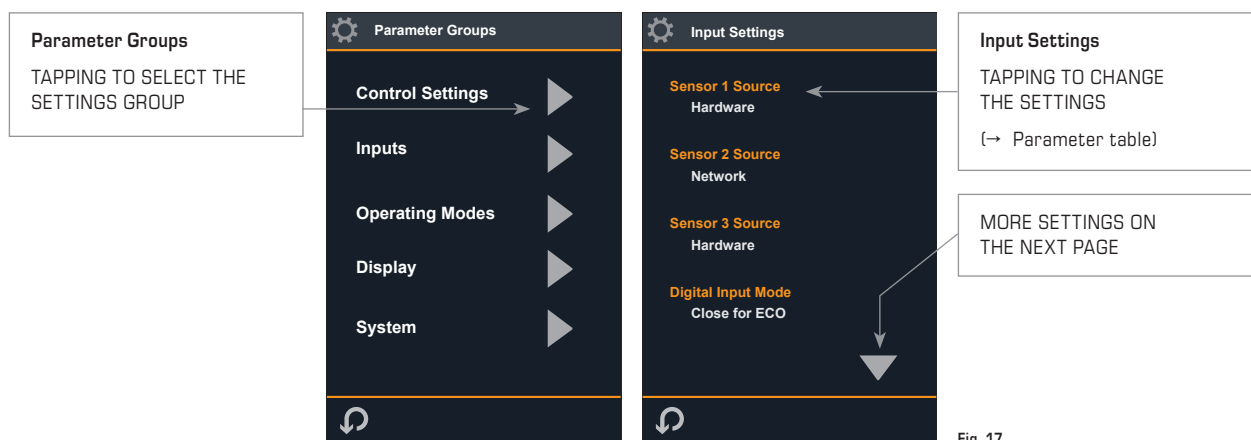 Parameter Groups
TAPPING TO SELECT THE
SETTINGS GROUP
Parameter Groups
Control Settings
Inputs
Operating Modes
Display
System
Input Settings
Sensor 1 Source
Hardware
Sensor 2 Source
Network
Sensor 3 Source
Hardware
Digital Input Mode
Close for ECO
Input Settings
TAPPING TO CHANGE
THE SETTINGS
(→ Parameter table)
MORE SETTINGS ON
THE NEXT PAGE
Fig. 17